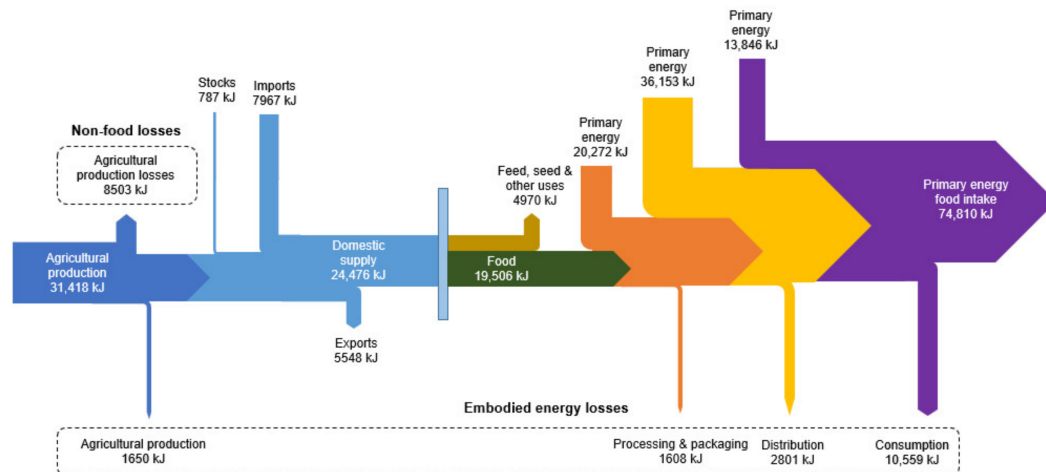 Primary
energy
13,846 kJ
Primary
energy
36,153 kJ
Stocks
787 kJ
Imports
7967 kJ
Non-food losses
Agricultural
production losses
8503 kJ
Primary
energy
20,272 kJ
Feed, seed &
other uses
4970 kJ
Primary energy
food intake
74,810 kJ
Agricultural
production
31,418 kJ
Domestic
supply
24,476 kJ
Food
19,506 kJ
Exports
5548 kJ
Embodied energy losses
Agricultural production
1650 kJ
Processing & packaging
1608 kJ
Distribution
2801 kJ
Consumption
10,559 kJ